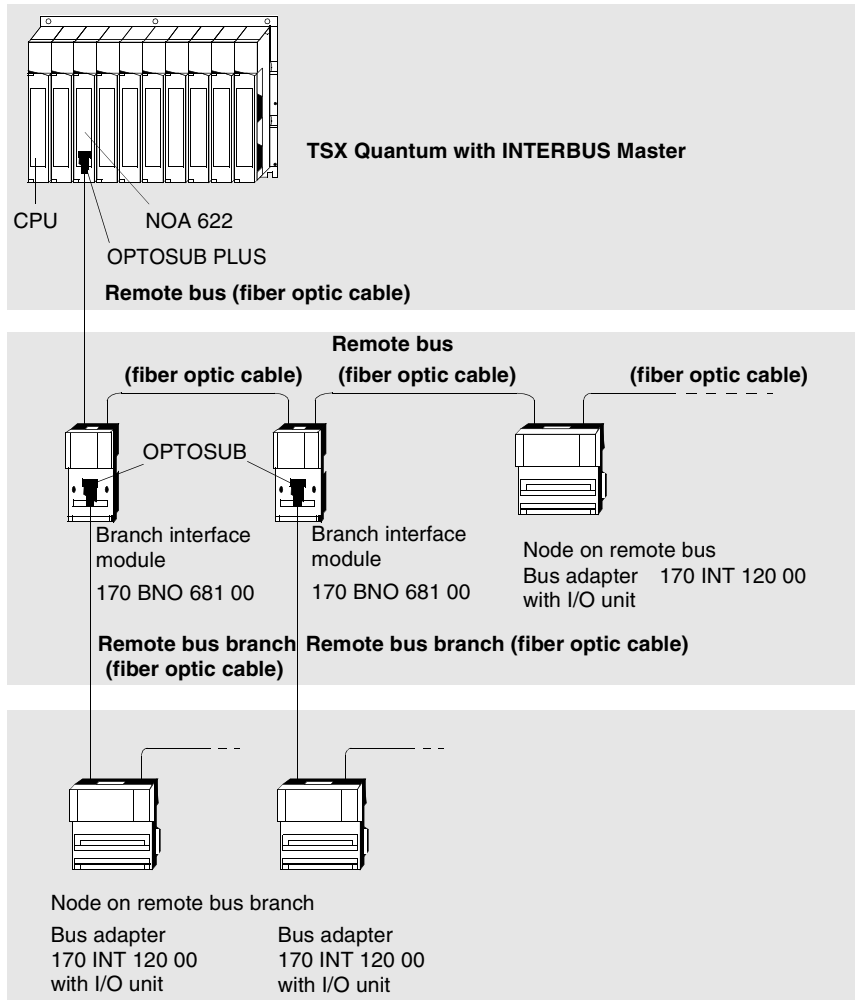 TSX Quantum with INTERBUS Master
CPU
NOA 622
OPTOSUB PLUS
Remote bus (fiber optic cable)
Remote bus
(fiber optic cable)
(fiber optic cable)
(fiber optic cable)
OPTOSUB
Branch interface
module
170 BNO 681 00
Branch interface
module
170 BNO 681 00
Node on remote bus
Bus adapter 170 INT 120 00
with I/O unit
Remote bus branch
(fiber optic cable)
Remote bus branch (fiber optic cable)
Node on remote bus branch
Bus adapter
170 INT 120 00
with I/O unit
Bus adapter
170 INT 120 00
with I/O unit